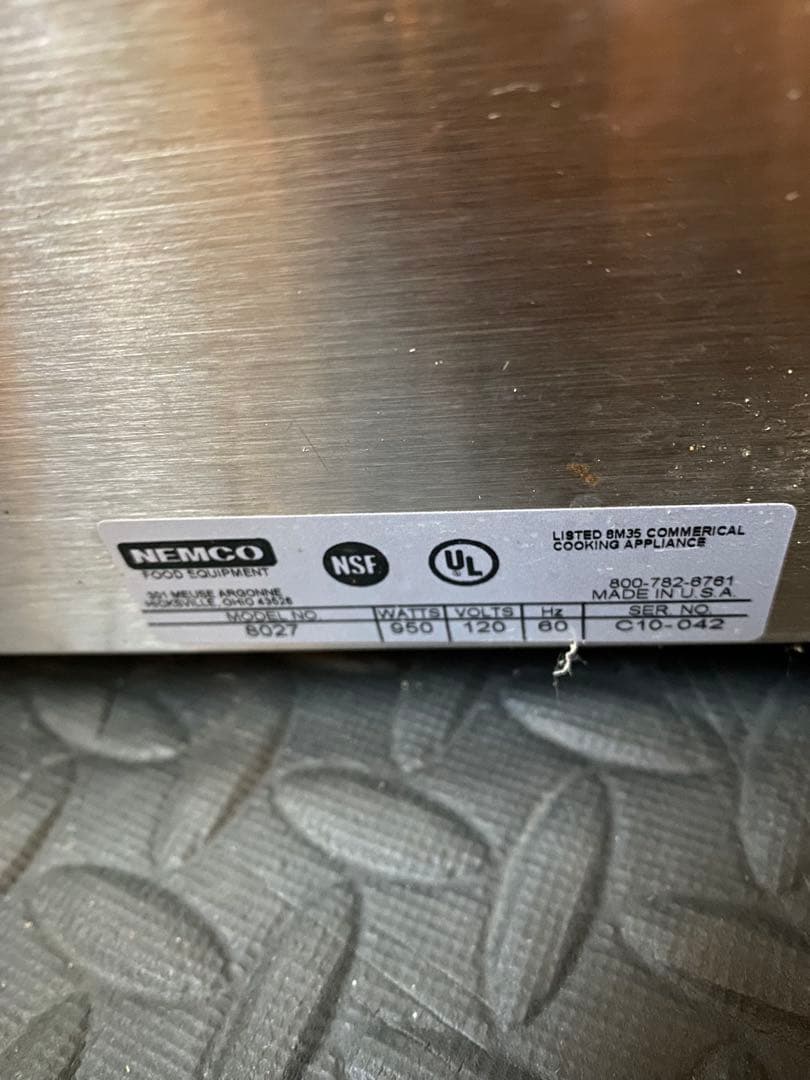 NEMCO
FOOD EQUIPMENT
301 MEUSE ARGONNE
HICKSVILLE, OHIO 43526
NSF
UL
LISTED 8M35 COMMERICAL
COOKING APPLIANCE
800-782-6761
MADE IN U.S.A.
MODEL NO. WATTS VOLTS Hz SER. NO.
8027 950 120 60 C10-042